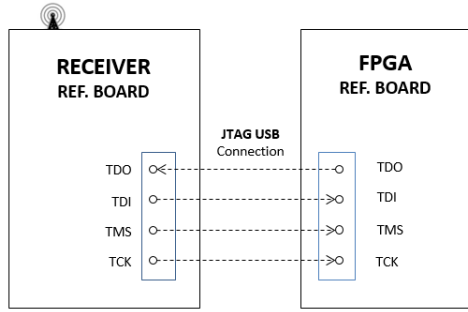 RECEIVER
REF. BOARD
FPGA
REF. BOARD
JTAG USB
Connection
TDO
TDO
TDI
TDI
TMS
TMS
TCK
TCK